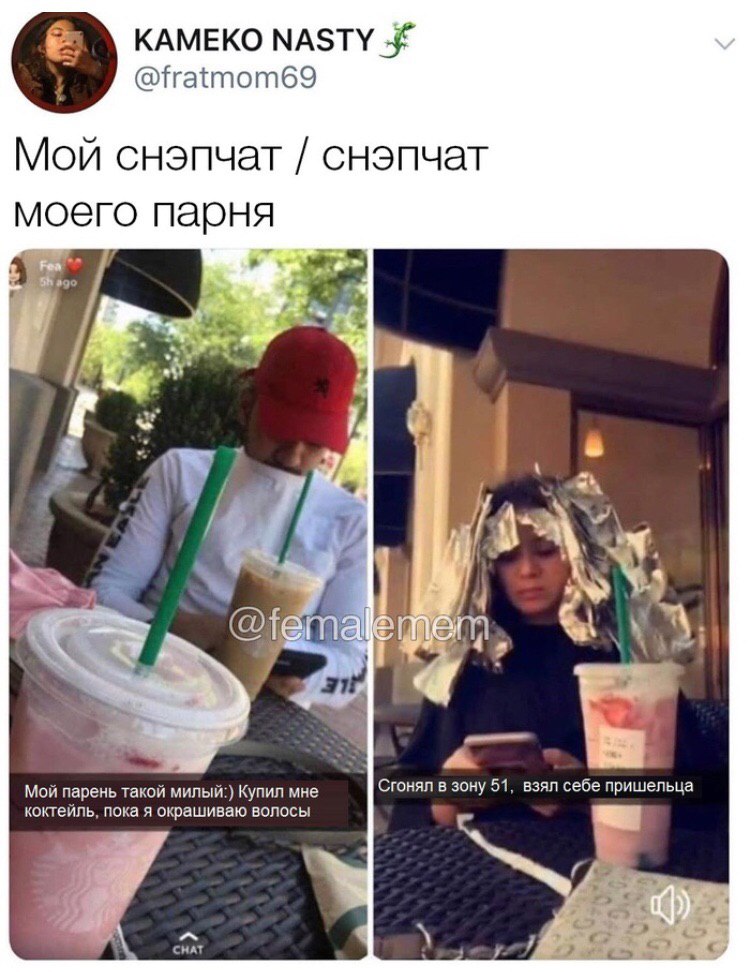 KAMEKO NASTY
@fratmom69
Мой снэпчат / снэпчат
моего парня
Fea
5h ago
@femalemem
Мой парень такой милый:) Купил мне
коктейль, пока я окрашиваю волосы
Сгонял в зону 51, взял себе пришельца
CHAT